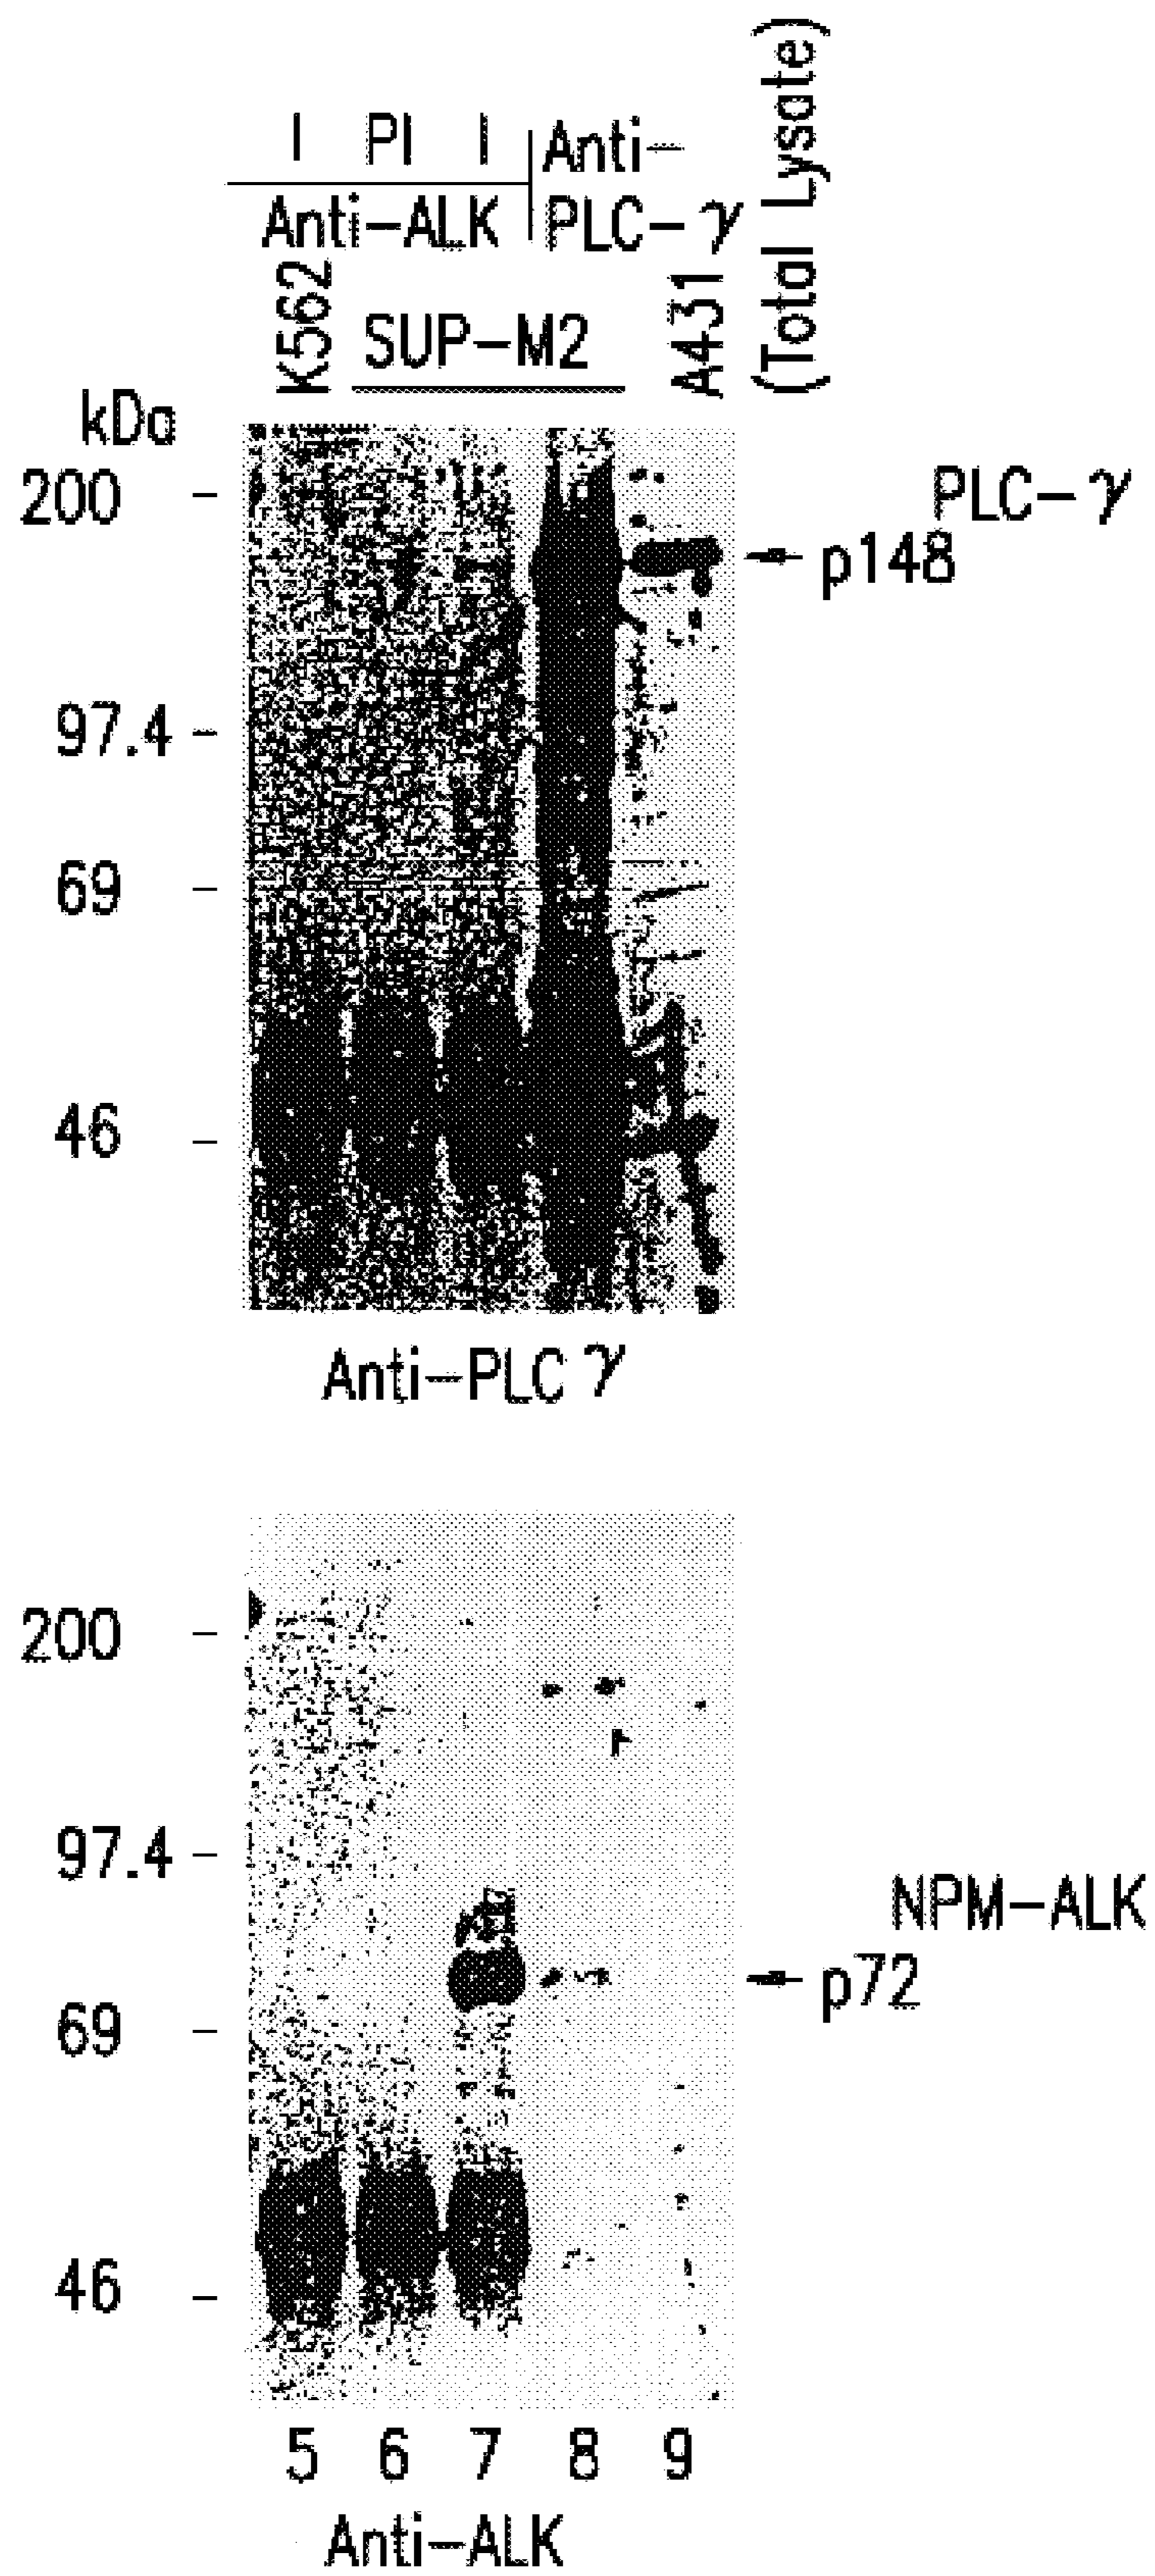 I PI I Anti-
Anti-ALK PLC-γ
K562 SUP-M2 A431 (Total Lysate)
kDa
200 PLC-γ
p148
97.4
69
46
Anti-PLCγ
200
97.4
NPM-ALK
p72
69
46
5 6 7 8 9
Anti-ALK